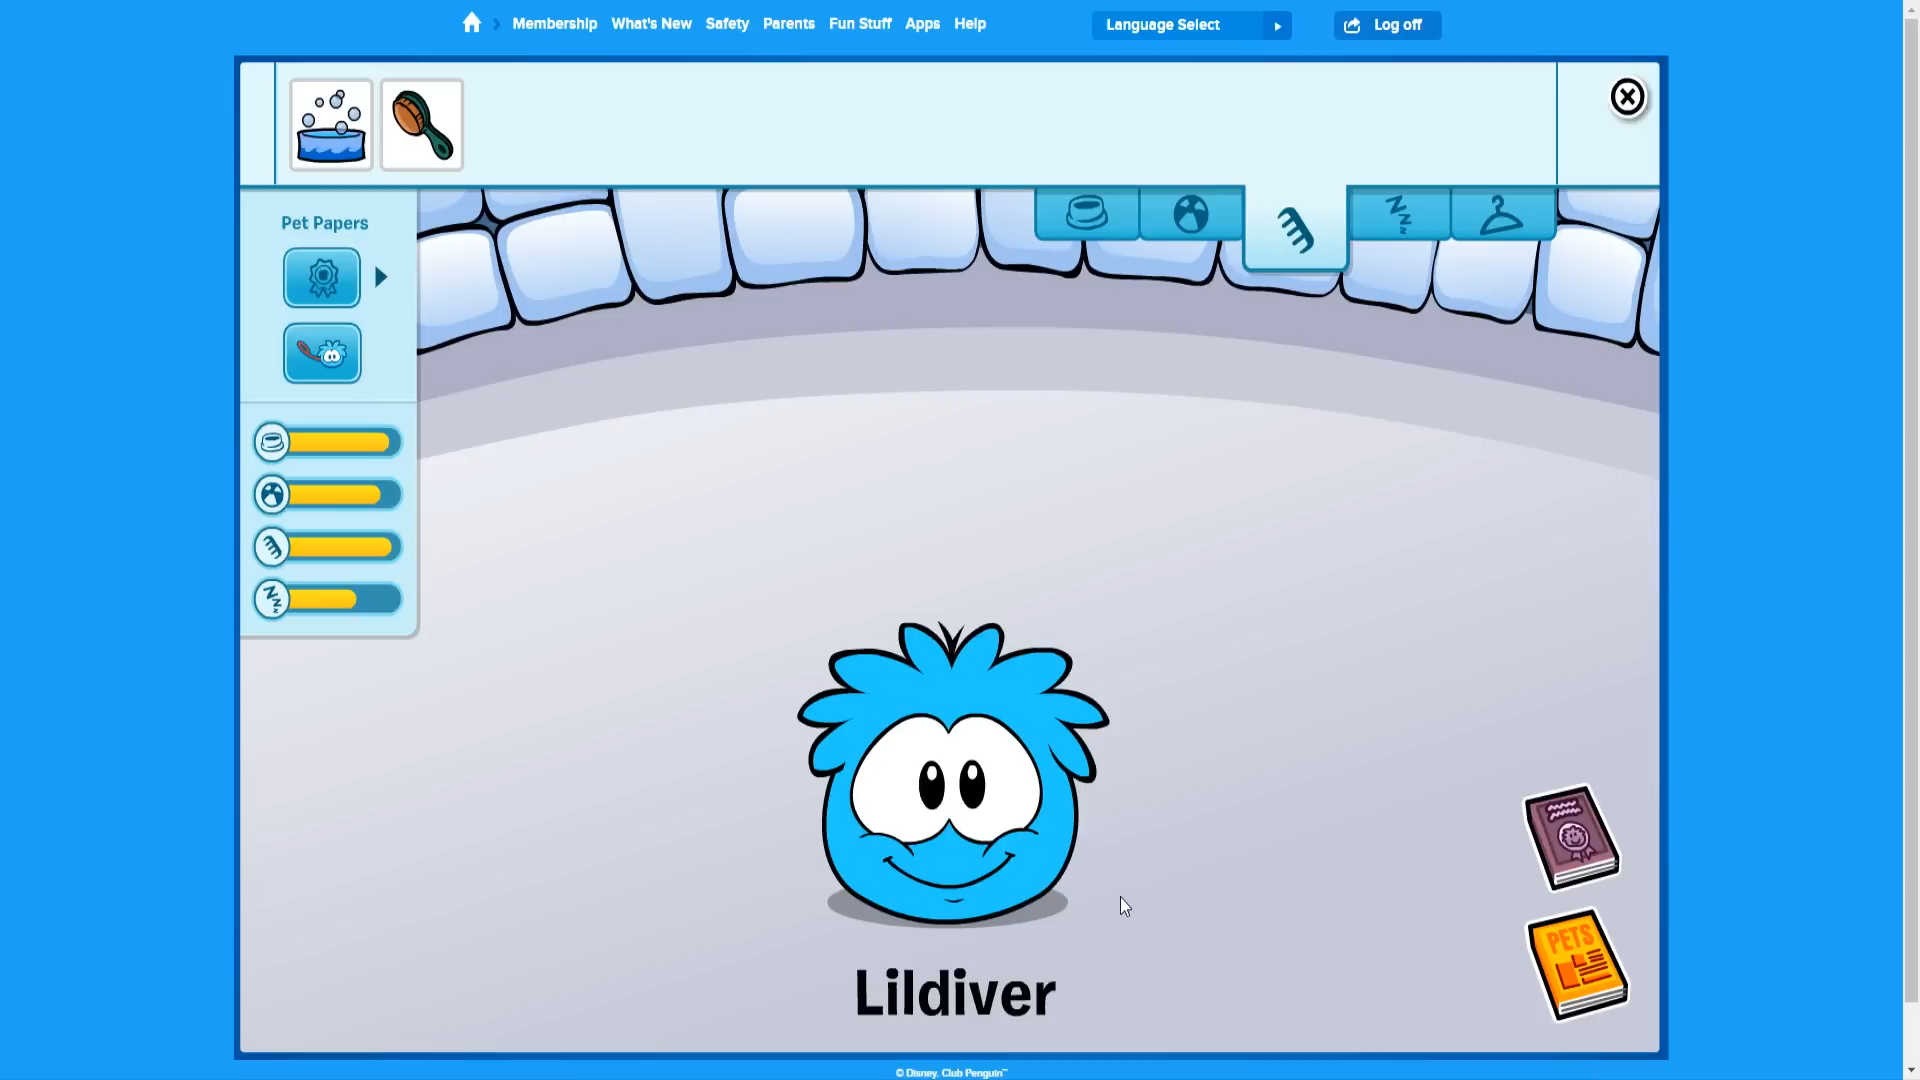 Membership What's New Safety Parents Fun Stuff Apps Help
Language Select
Log off
Pet Papers
PETS
Lildiver
© Disney. Club Penguin™